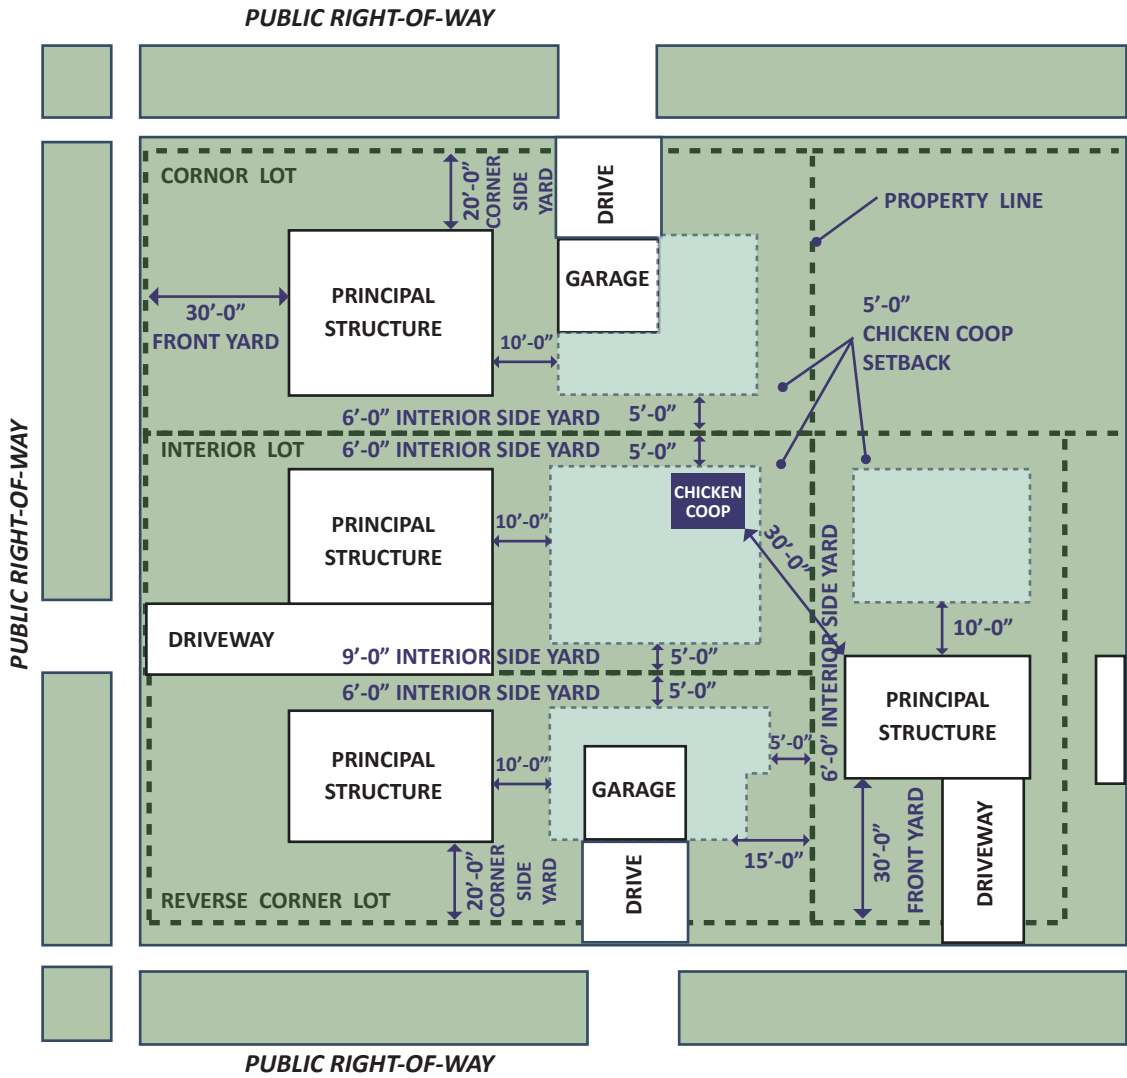 PUBLIC RIGHT-OF-WAY
CORNOR LOT
20’-0”
CORNER
SIDE
YARD
DRIVE
PROPERTY LINE
GARAGE
PRINCIPAL
STRUCTURE
30’-0”
FRONT YARD
10’-0”
5’-0”
CHICKEN COOP
SETBACK
6’-0” INTERIOR SIDE YARD
5’-0”
INTERIOR LOT
6’-0” INTERIOR SIDE YARD
5’-0”
PUBLIC RIGHT-OF-WAY
PRINCIPAL
STRUCTURE
10’-0”
CHICKEN
COOP
30’-0”
6’-0” INTERIOR SIDE YARD
10’-0”
DRIVEWAY
9’-0” INTERIOR SIDE YARD
5’-0”
6’-0” INTERIOR SIDE YARD
5’-0”
PRINCIPAL
STRUCTURE
PRINCIPAL
STRUCTURE
10’-0”
GARAGE
5’-0”
15’-0”
30’-0”
FRONT YARD
DRIVEWAY
20’-0”
CORNER
SIDE
YARD
DRIVE
REVERSE CORNER LOT
PUBLIC RIGHT-OF-WAY